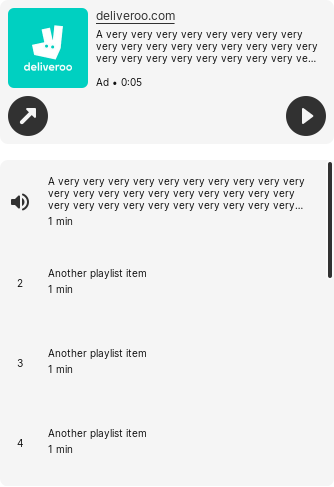 deliveroo.com
A very very very very very very very very
very very very very very very very very very
very very very very very very very very ve...
deliveroo
Ad • 0:05
A very very very very very very very very very very
very very very very very very very very very very
very very very very very very very very very very...
1 min
2
Another playlist item
1 min
3
Another playlist item
1 min
4
Another playlist item
1 min